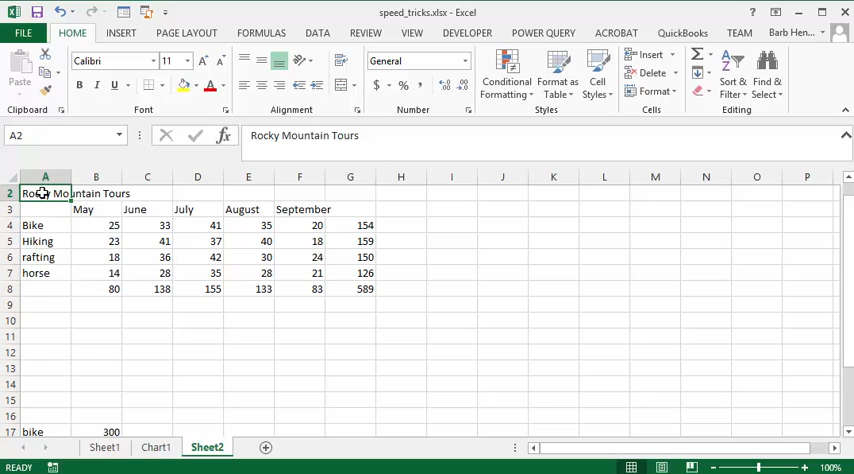 speed_tricks.xlsx - Excel
FILE HOME INSERT PAGE LAYOUT FORMULAS DATA REVIEW VIEW DEVELOPER POWER QUERY ACROBAT QuickBooks Team Barb Hen...
Paste Calibri 11 General Conditional Formatting Format as Table Cell Styles Insert Delete Format Sort & Filter Find & Select
B I U A $ % ,
Clipboard Font Alignment Number Styles Cells Editing
A2 fx Rocky Mountain Tours
A B C D E F G H I J K L M N O P
2 Rocky Mountain Tours
3 May June July August September
4 Bike 25 33 41 35 20 154
5 Hiking 23 41 37 40 18 159
6 rafting 18 36 42 30 24 150
7 horse 14 28 35 28 21 126
8 80 138 155 133 83 589
9
10
11
12
13
14
15
16
17 bike 300
Sheet1 Chart1 Sheet2
READY 100%